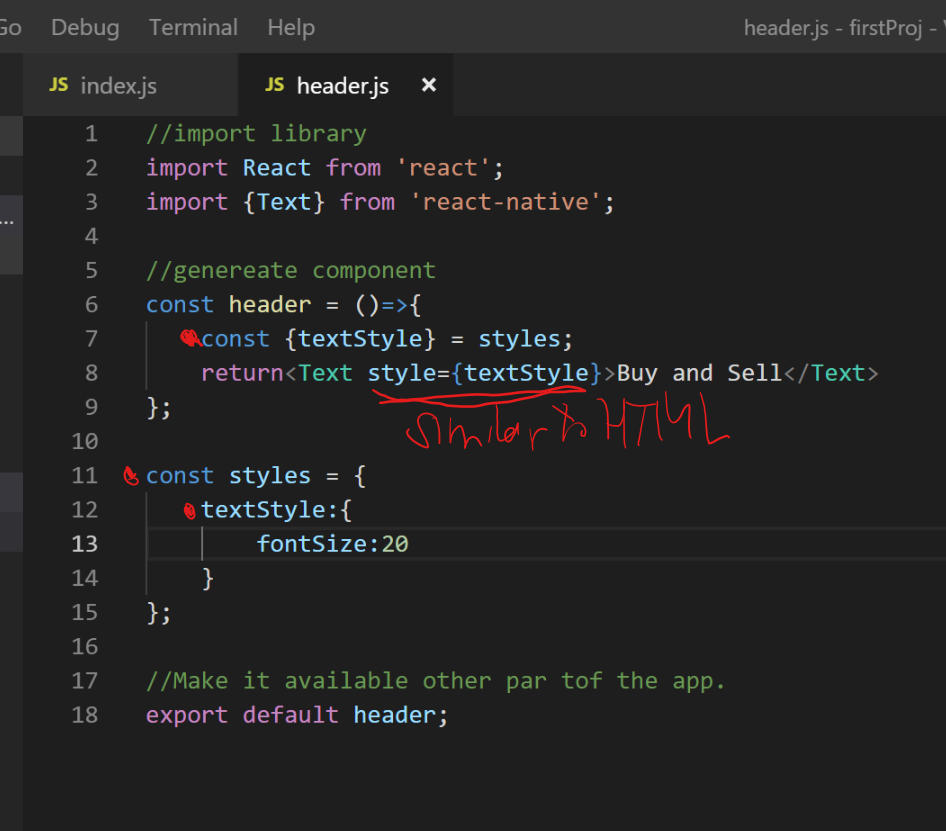 Go Debug Terminal Help header.js - firstProj -
JS index.js JS header.js ×
1 //import library
2 import React from 'react';
3 import {Text} from 'react-native';
4
5 //genereate component
6 const header = ()=>{
7 const {textStyle} = styles;
8 return<Text style={textStyle}>Buy and Sell</Text>
9 };
similar to HTML
10
11 const styles = {
12 textStyle:{
13 fontSize:20
14 }
15 };
16
17 //Make it available other par tof the app.
18 export default header;